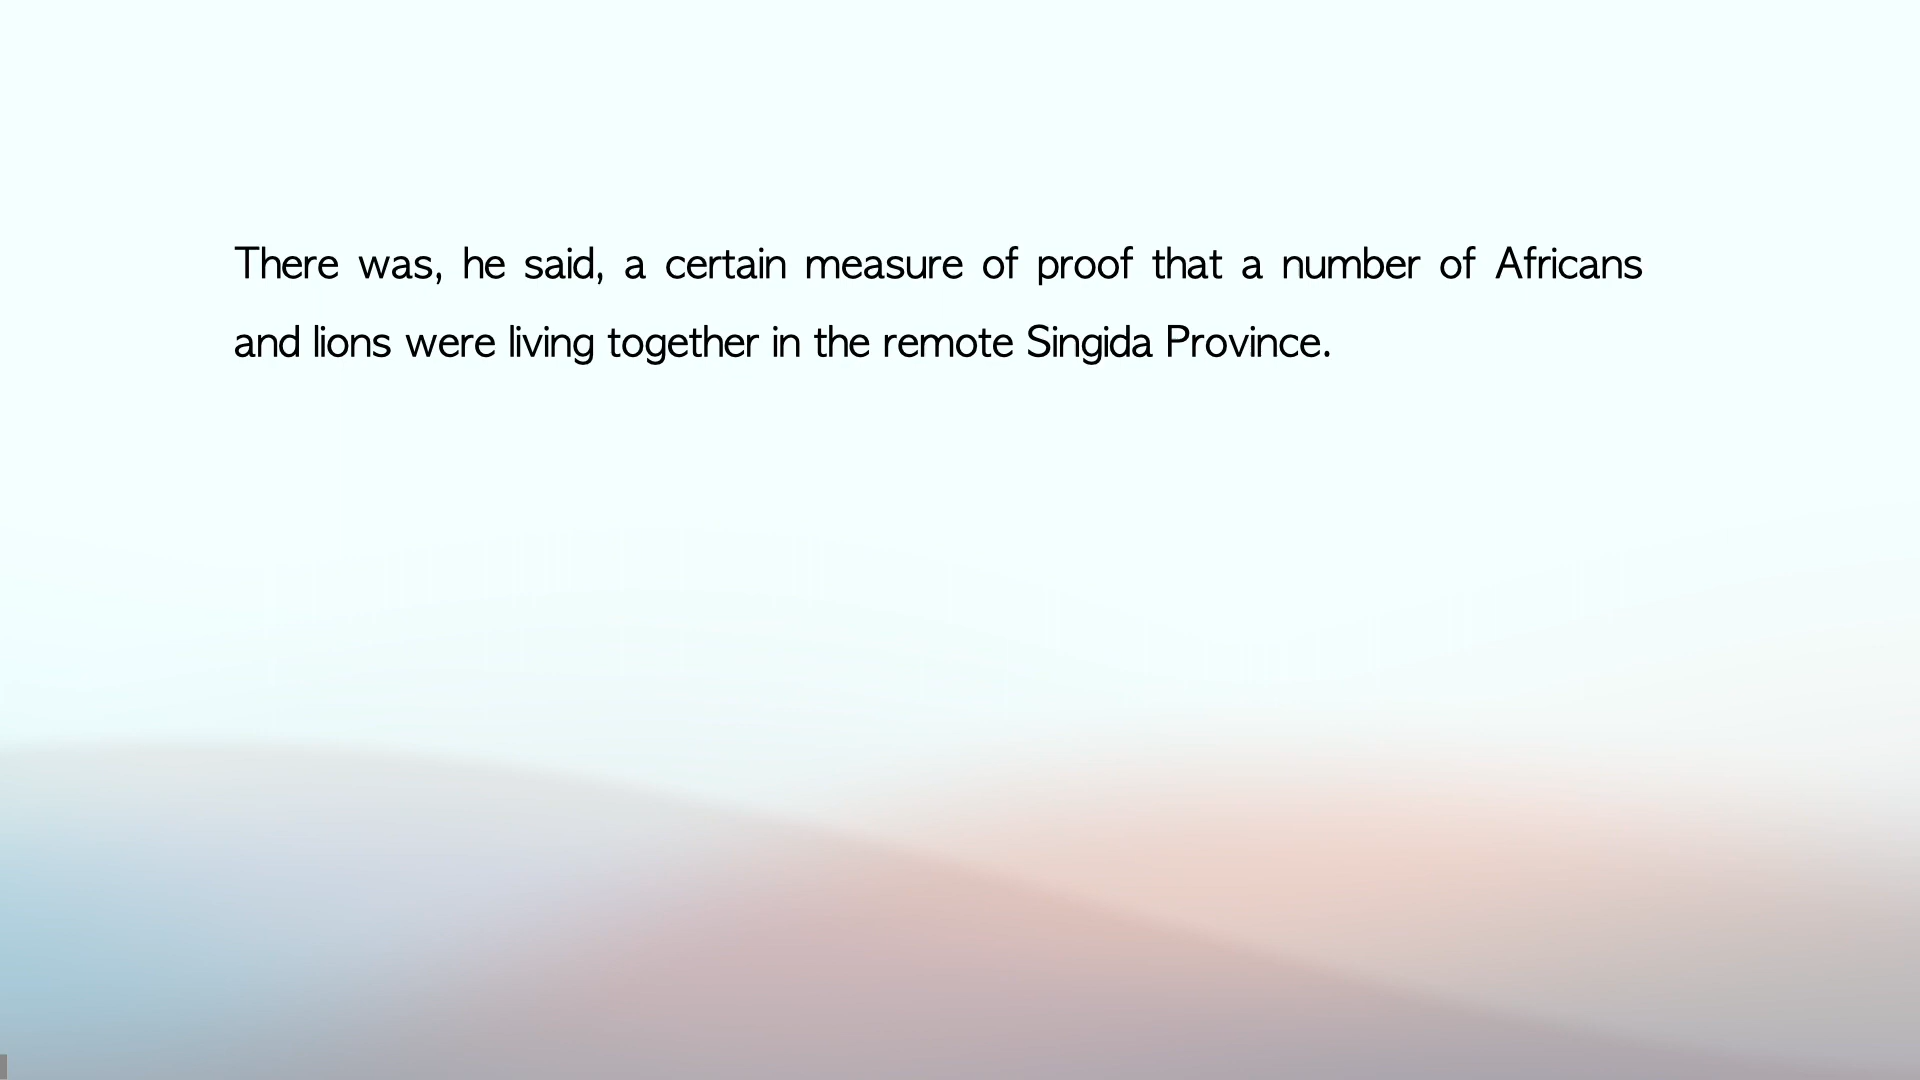 There was, he said, a certain measure of proof that a number of Africans
and lions were living together in the remote Singida Province.